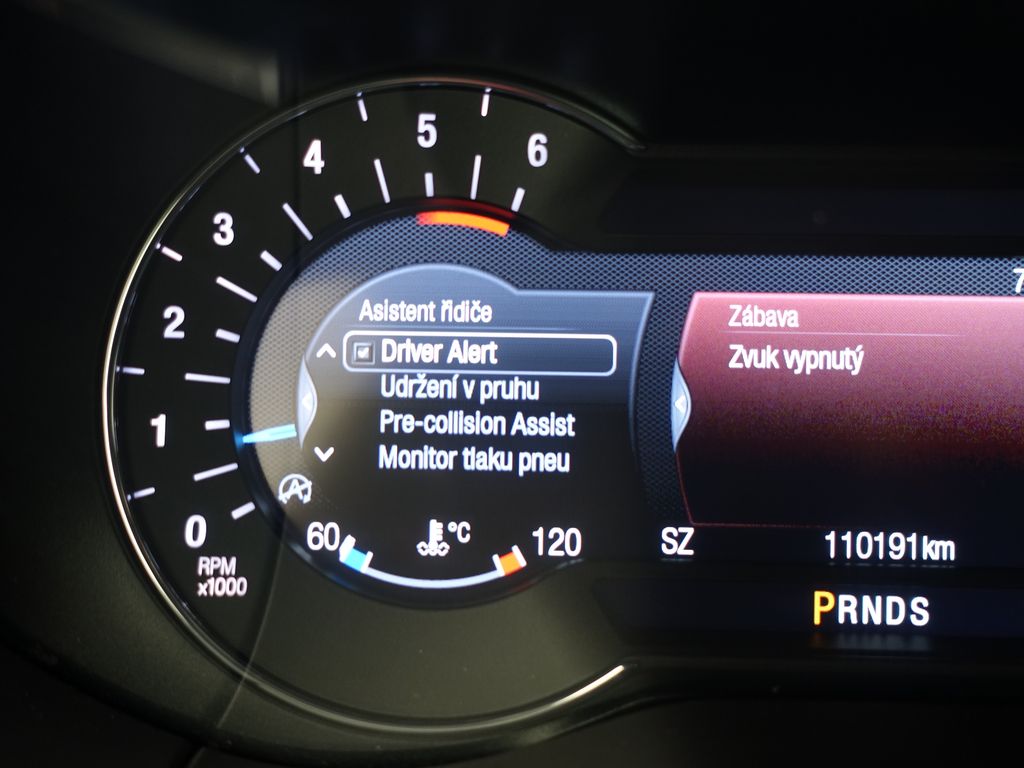 6
5
4
3
2
1
0
RPM
x1000
Asistent řidiče
Driver Alert
Udržení v pruhu
Pre-collision Assist
Monitor tlaku pneu
60
°C
120
7
Zábava
Zvuk vypnutý
SZ
110191km
PRNDS